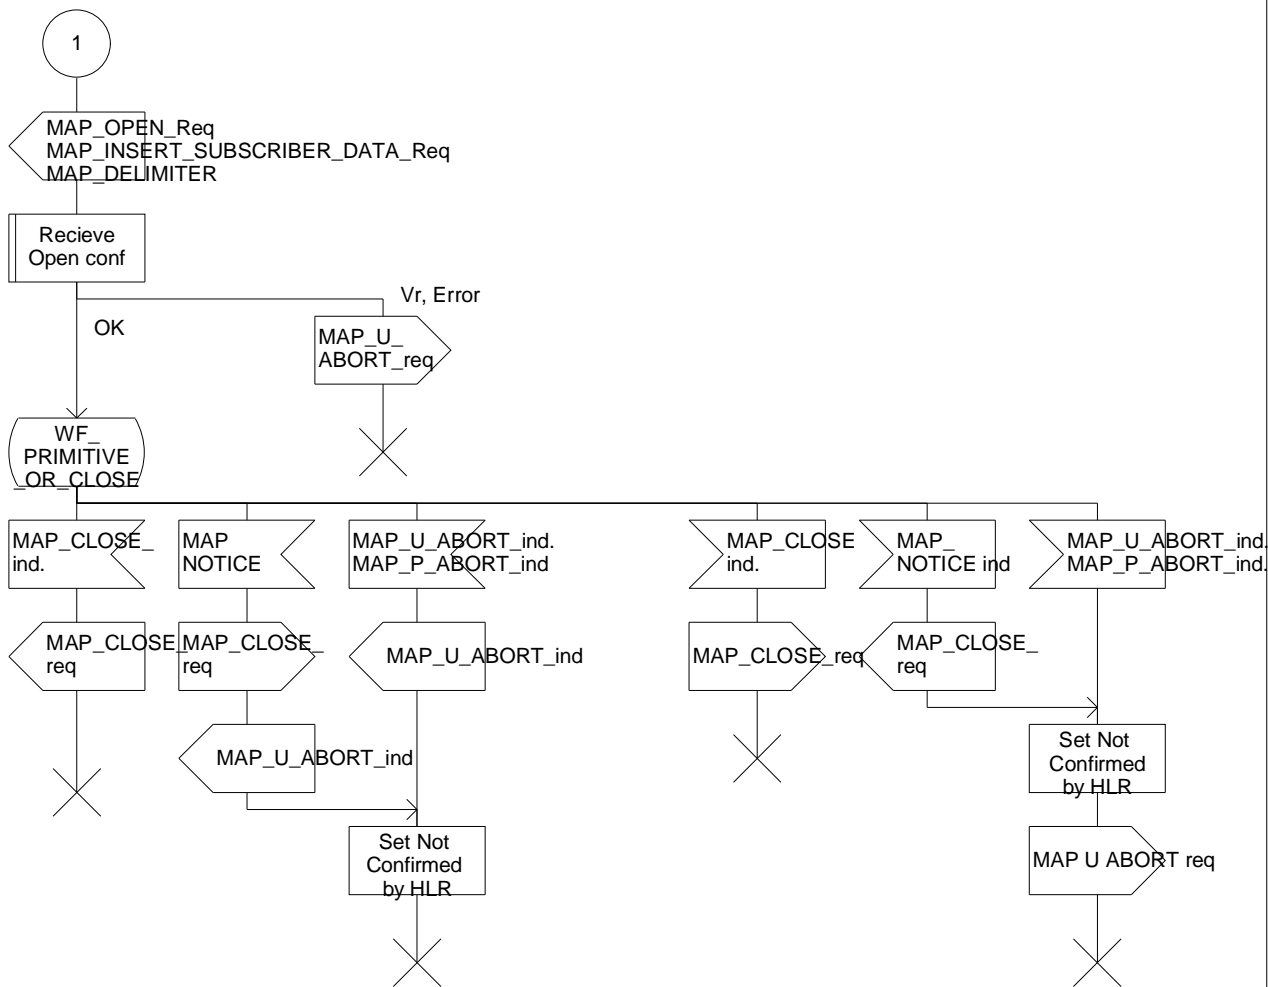 1
MAP_OPEN_Req
MAP_INSERT_SUBSCRIBER_DATA_Req
MAP_DELIMITER
Recieve
Open conf
Vr, Error
OK
MAP_U_
ABORT_req
WF_
PRIMITIVE
_OR_CLOSE
MAP_CLOSE_
ind.
MAP
NOTICE
MAP_U_ABORT_ind.
MAP_P_ABORT_ind
MAP_CLOSE
ind.
MAP_
NOTICE ind
MAP_U_ABORT_ind.
MAP_P_ABORT_ind.
MAP_CLOSE_
req
MAP_CLOSE_
req
MAP_U_ABORT_ind
MAP_CLOSE_req
MAP_CLOSE_
req
MAP_U_ABORT_ind
Set Not
Confirmed
by HLR
Set Not
Confirmed
by HLR
MAP U ABORT req